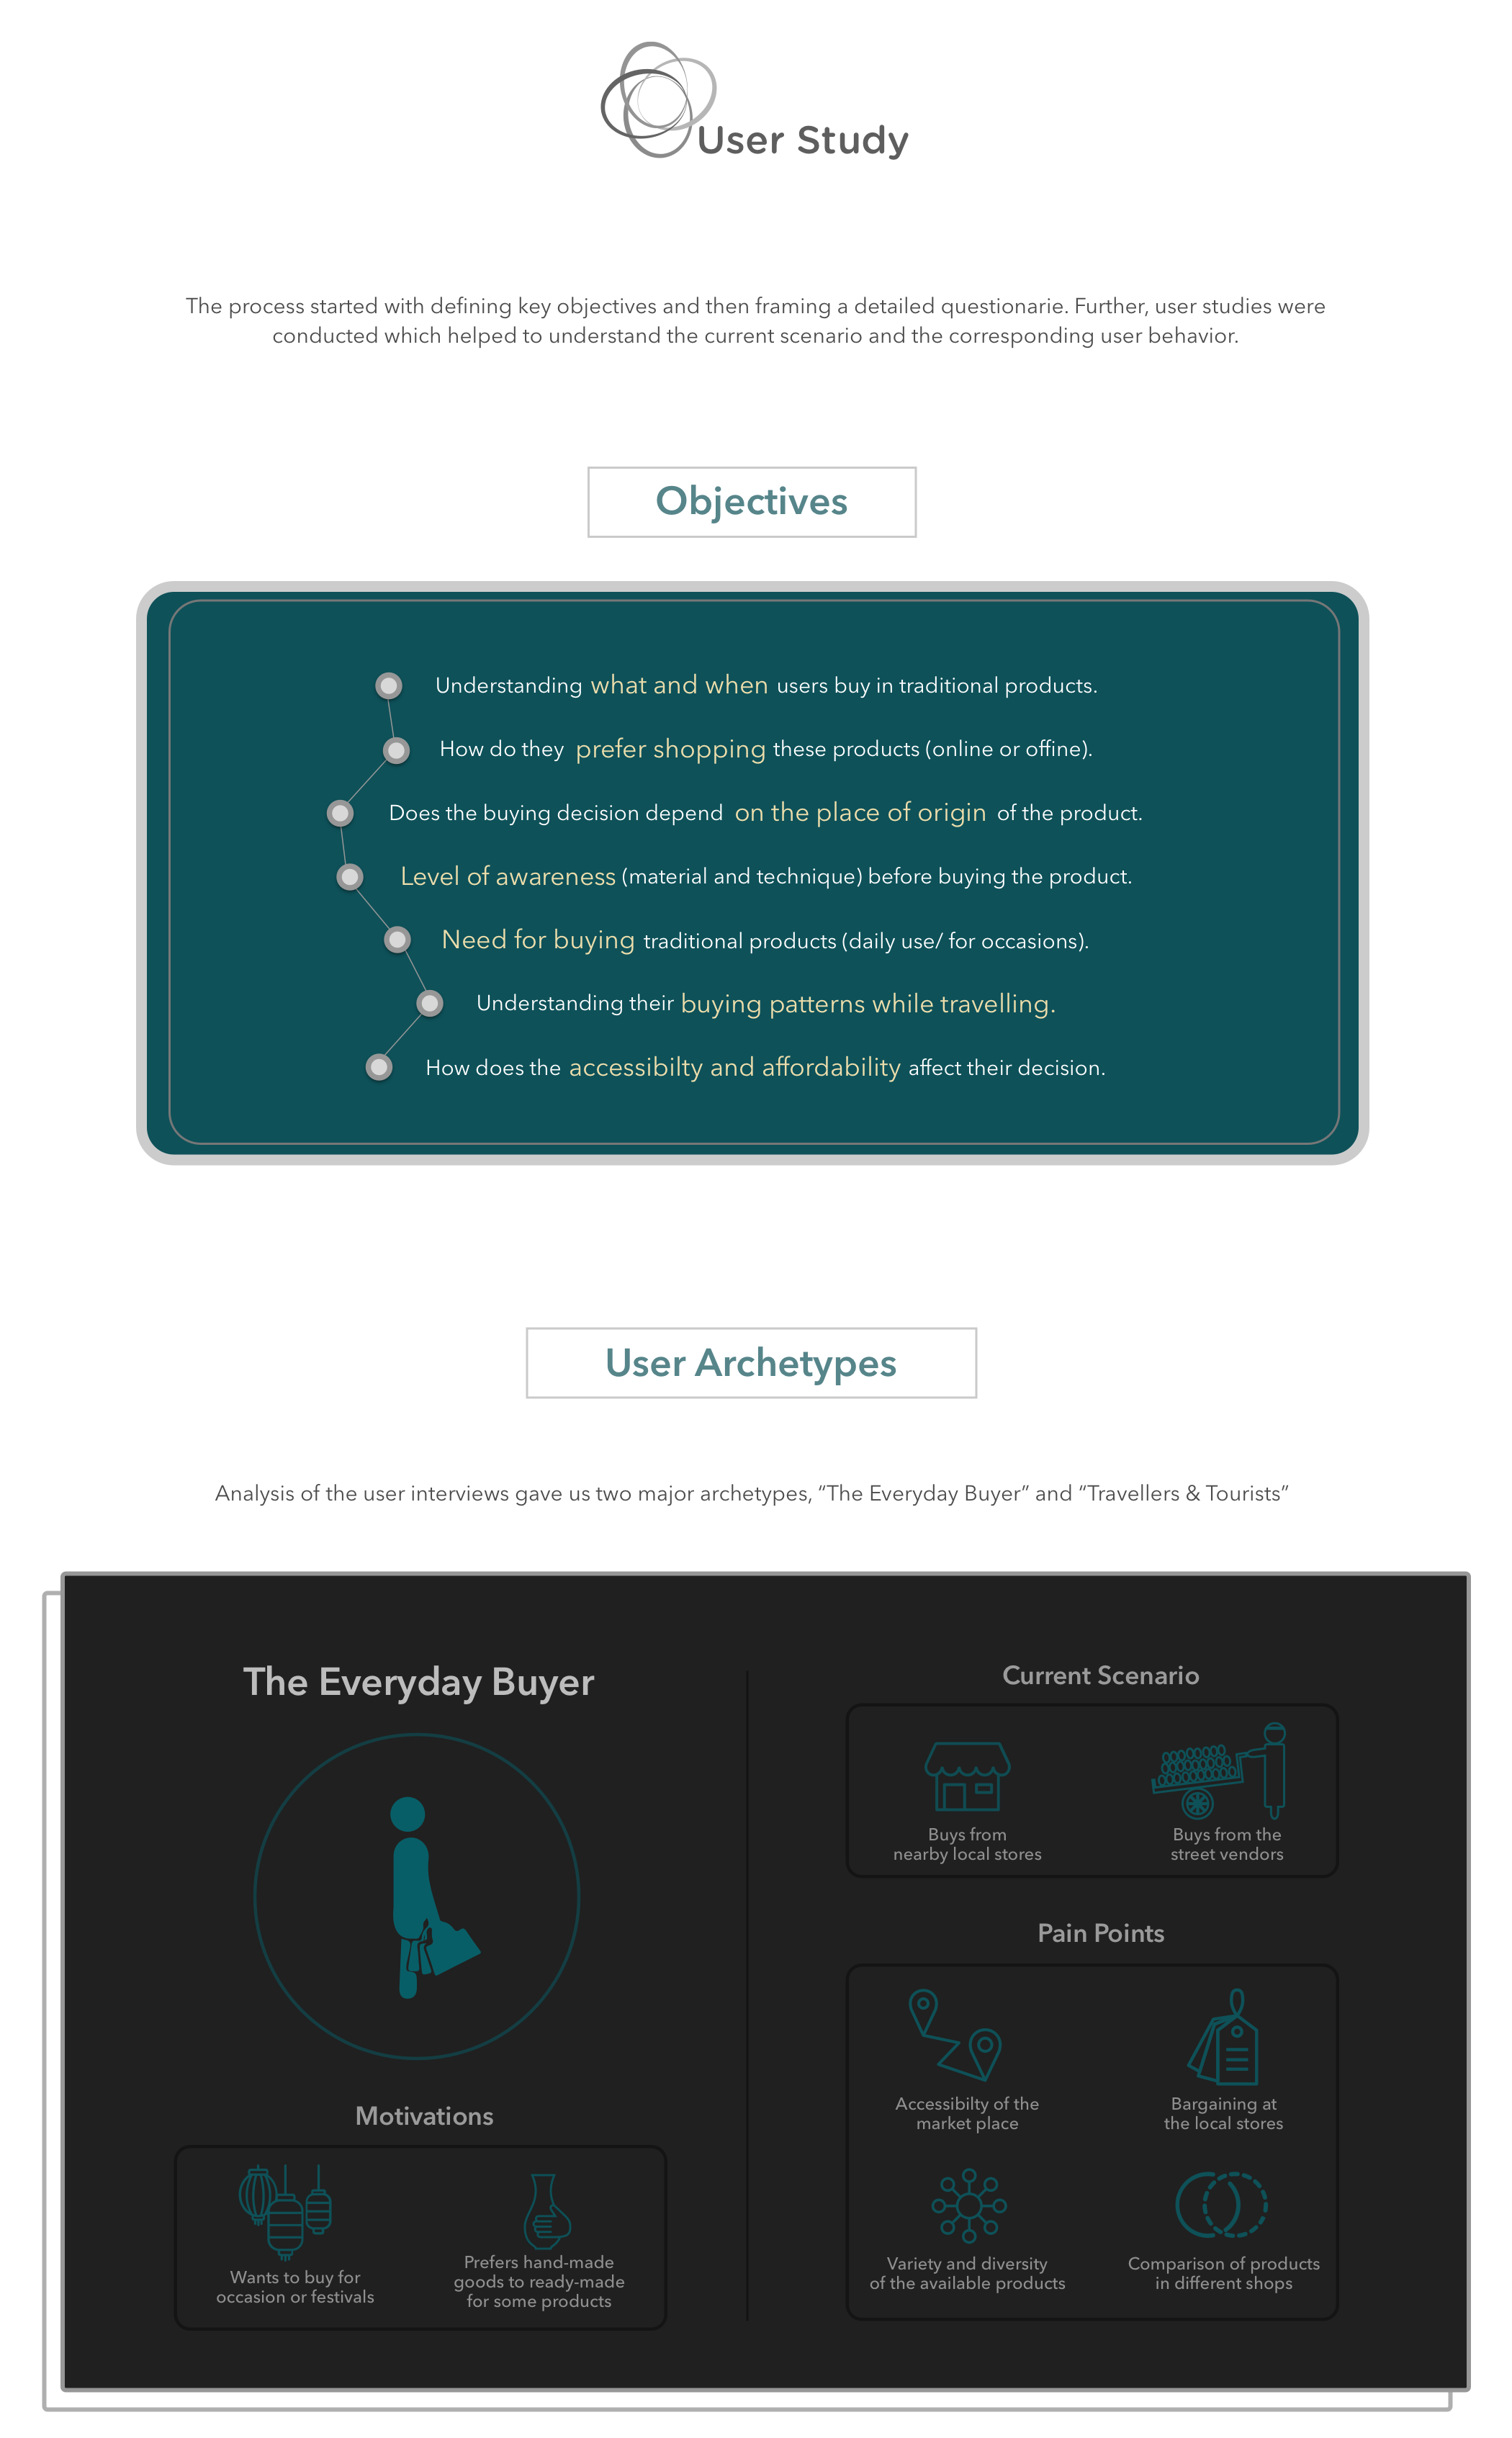 User Study
The process started with defining key objectives and then framing a detailed questionarie. Further, user studies were
conducted which helped to understand the current scenario and the corresponding user behavior.
Objectives
Understanding what and when users buy in traditional products.
How do they prefer shopping these products (online or offine).
Does the buying decision depend on the place of origin of the product.
Level of awareness (material and technique) before buying the product.
Need for buying traditional products (daily use/ for occasions).
Understanding their buying patterns while travelling.
How does the accessibilty and affordability affect their decision.
User Archetypes
Analysis of the user interviews gave us two major archetypes, “The Everyday Buyer” and “Travellers & Tourists”
The Everyday Buyer
Motivations
Wants to buy for
occasion or festivals
Prefers hand-made
goods to ready-made
for some products
Current Scenario
Buys from
nearby local stores
Buys from the
street vendors
Pain Points
Accessibilty of the
market place
Bargaining at
the local stores
Variety and diversity
of the available products
Comparison of products
in different shops